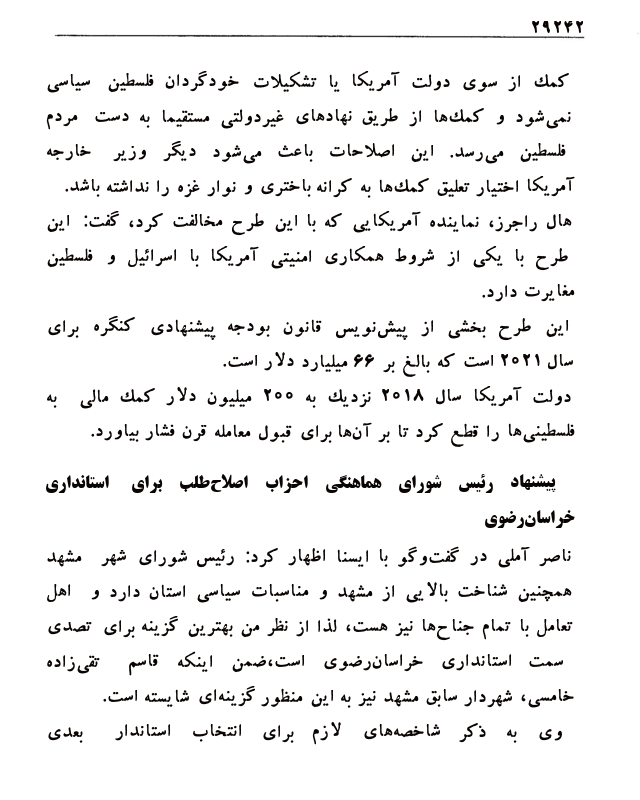 ۲۹۲۴۲
کمك از سوی دولت آمریکا یا تشکیلات خودگردان فلسطین سیاسی
نمی‌شود و کمك‌ها از طریق نهادهای غیردولتی مستقیما به دست مردم
فلسطین می‌رسد. این اصلاحات باعث می‌شود دیگر وزیر خارجه
آمریکا اختیار تعلیق کمك‌ها به کرانه باختری و نوار غزه را نداشته باشد.
هال راجرز، نماینده آمریکایی که با این طرح مخالفت کرد، گفت: این
طرح با یکی از شروط همکاری امنیتی آمریکا با اسرائیل و فلسطین
مغایرت دارد.
این طرح بخشی از پیش‌نویس قانون بودجه پیشنهادی کنگره برای
سال ۲۰۲۱ است که بالغ بر ۶۶ میلیارد دلار است.
دولت آمریکا سال ۲۰۱۸ نزدیك به ۲۰۰ میلیون دلار کمك مالی به
فلسطینی‌ها را قطع کرد تا بر آن‌ها برای قبول معامله قرن فشار بیاورد.
پیشنهاد رئیس شورای هماهنگی احزاب اصلاح‌طلب برای استانداری
خراسان‌رضوی
ناصر آملی در گفت‌وگو با ایسنا اظهار کرد: رئیس شورای شهر مشهد
همچنین شناخت بالایی از مشهد و مناسبات سیاسی استان دارد و اهل
تعامل با تمام جناح‌ها نیز هست، لذا از نظر من بهترین گزینه برای تصدی
سمت استانداری خراسان‌رضوی است،ضمن اینکه قاسم تقی‌زاده
خامسی، شهردار سابق مشهد نیز به این منظور گزینه‌ای شایسته است.
وی به ذکر شاخصه‌های لازم برای انتخاب استاندار بعدی